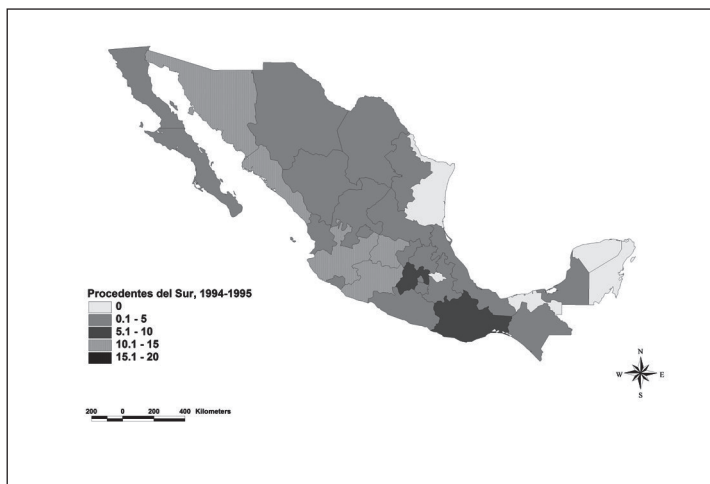 Procedentes del Sur, 1994-1995
0
0.1 - 5
5.1 - 10
10.1 - 15
15.1 - 20
200 0 200 400 Kilometers
N
W E
S